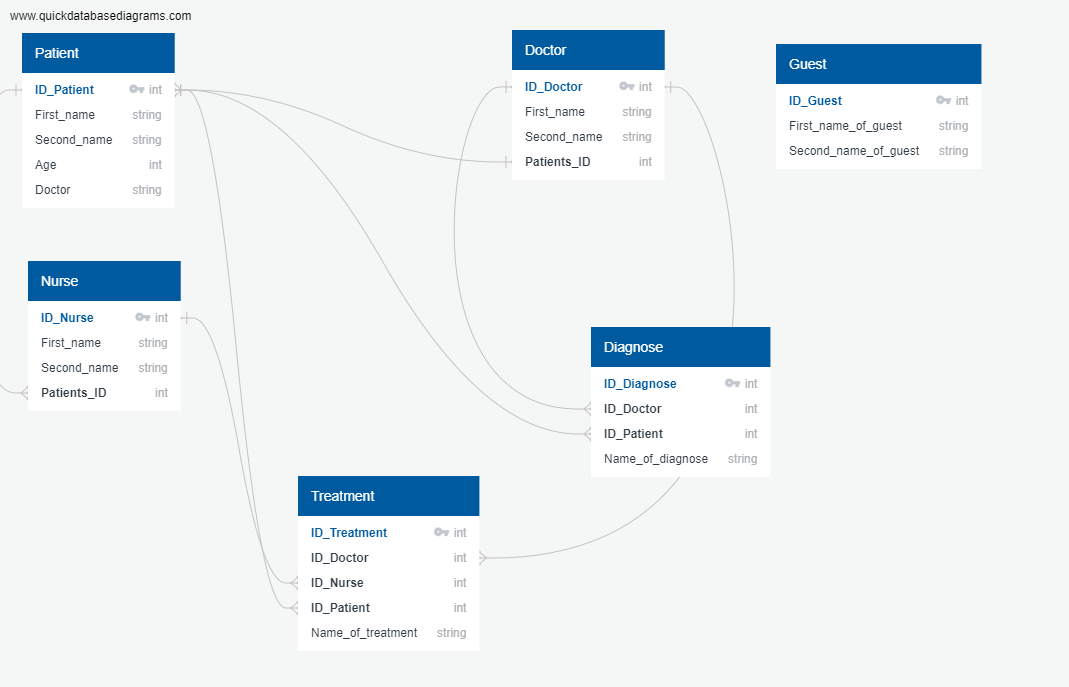 www.quickdatabasediagrams.com
Patient
ID_Patient int
First_name string
Second_name string
Age int
Doctor string
Doctor
ID_Doctor int
First_name string
Second_name string
Patients_ID int
Guest
ID_Guest int
First_name_of_guest string
Second_name_of_guest string
Nurse
ID_Nurse int
First_name string
Second_name string
Patients_ID int
Diagnose
ID_Diagnose int
ID_Doctor int
ID_Patient int
Name_of_diagnose string
Treatment
ID_Treatment int
ID_Doctor int
ID_Nurse int
ID_Patient int
Name_of_treatment string